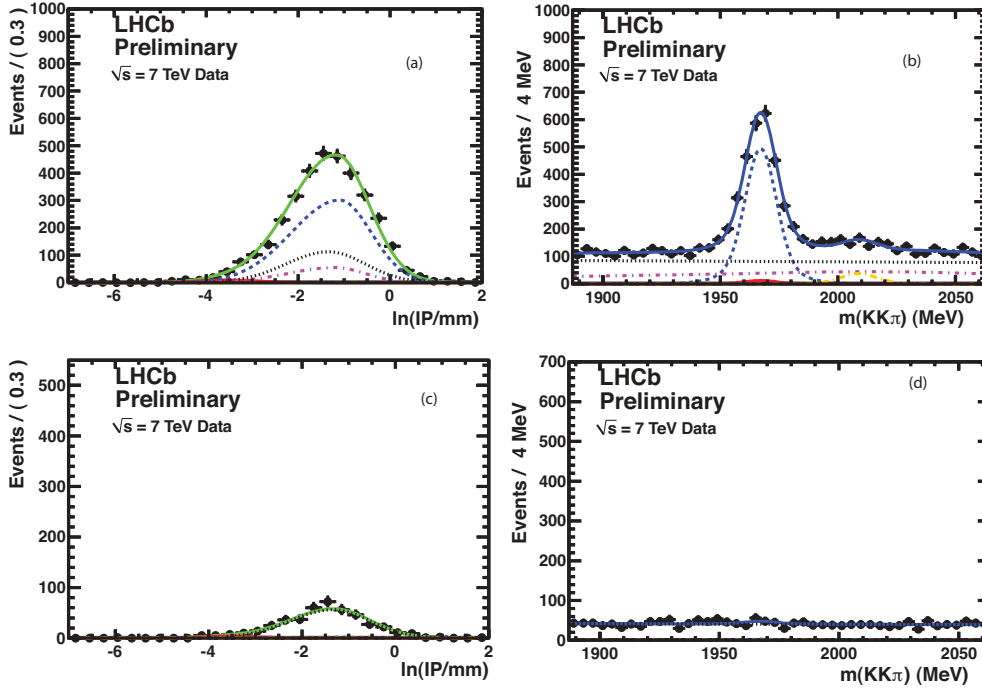 Events / ( 0.3 )
1000
900
800
700
600
500
400
300
200
100
0
LHCb
Preliminary
√s = 7 TeV Data
(a)
-6 -4 -2 0 2
ln(IP/mm)
Events / 4 MeV
1000
900
800
700
600
500
400
300
200
100
0
LHCb
Preliminary
√s = 7 TeV Data
(b)
1900 1950 2000 2050
m(KKπ) (MeV)
Events / ( 0.3 )
500
400
300
200
100
0
LHCb
Preliminary
√s = 7 TeV Data
(c)
-6 -4 -2 0 2
ln(IP/mm)
Events / 4 MeV
700
600
500
400
300
200
100
0
LHCb
Preliminary
√s = 7 TeV Data
(d)
1900 1950 2000 2050
m(KKπ) (MeV)